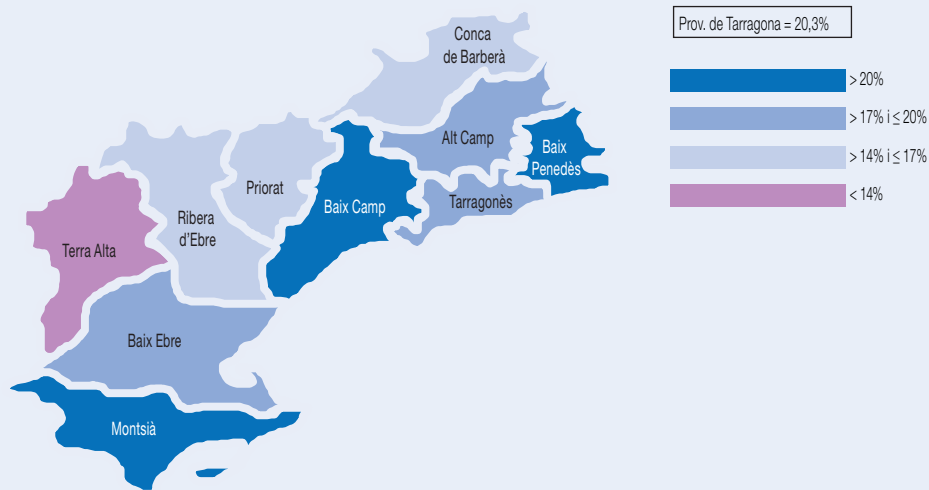 Prov. de Tarragona = 20,3%
> 20%
> 17% i ≤ 20%
> 14% i ≤ 17%
< 14%
Conca
de Barberà
Alt Camp
Baix
Penedès
Priorat
Baix Camp
Tarragonès
Ribera
d'Ebre
Terra Alta
Baix Ebre
Montsià